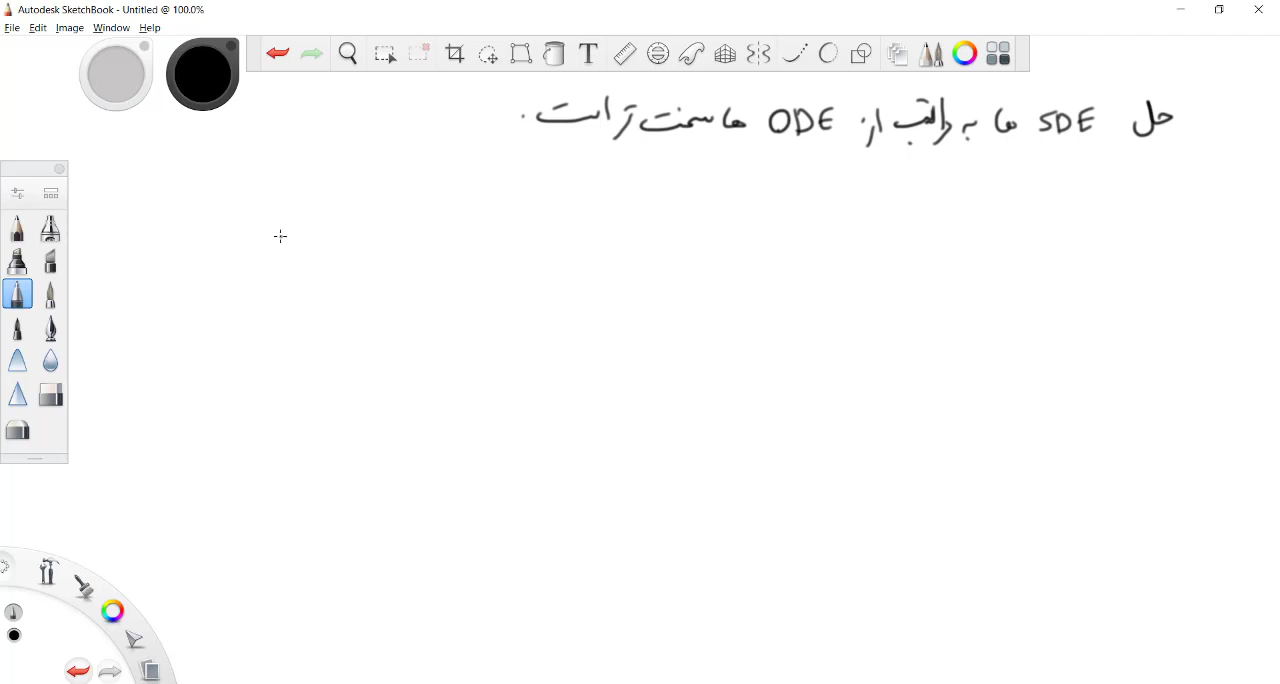 Autodesk SketchBook - Untitled @ 100.0%
File Edit Image Window Help
T
حل SDE ها به مراتب از ODE ها سخت تر است.